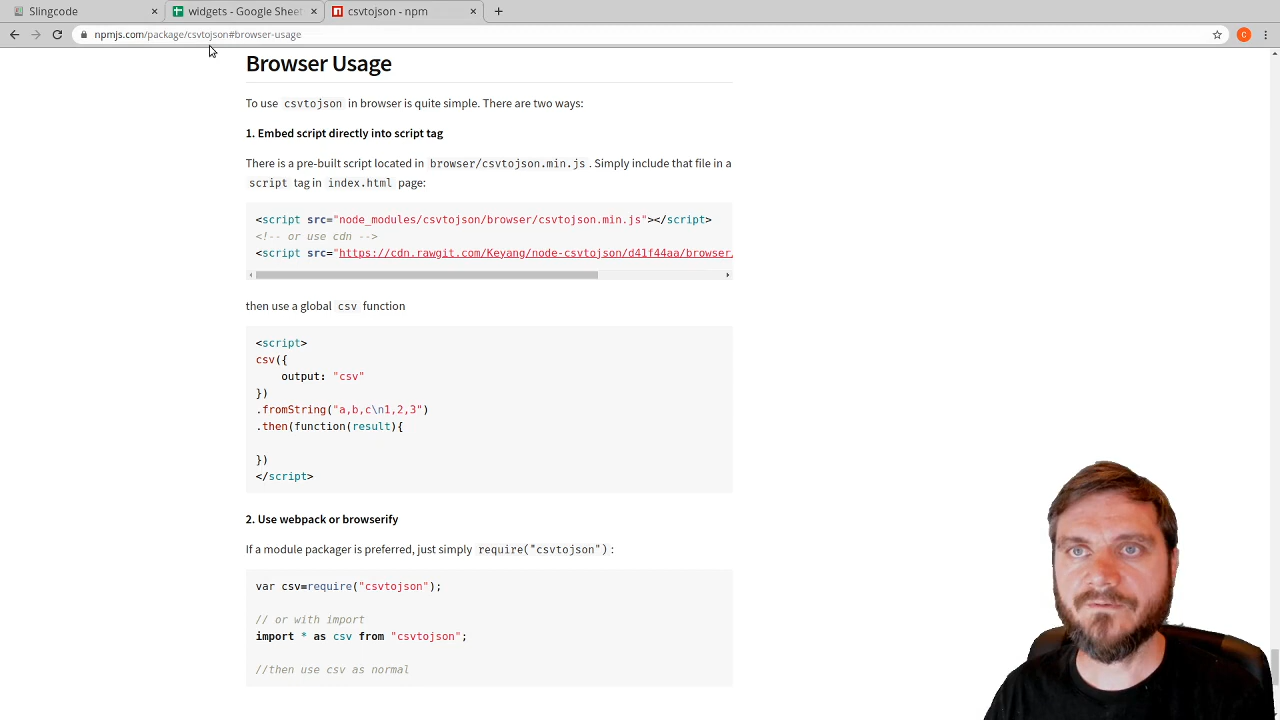 Slingcode
widgets - Google Sheet
csvtojson - npm
npmjs.com/package/csvtojson#browser-usage
C
Browser Usage
To use csvtojson in browser is quite simple. There are two ways:
1. Embed script directly into script tag
There is a pre-built script located in browser/csvtojson.min.js . Simply include that file in a
script tag in index.html page:
<script src="node_modules/csvtojson/browser/csvtojson.min.js"></script>
<!-- or use cdn -->
<script src="https://cdn.rawgit.com/Keyang/node-csvtojson/d41f44aa/browser/
then use a global csv function
<script>
csv({
    output: "csv"
})
.fromString("a,b,c\n1,2,3")
.then(function(result){
})
</script>
2. Use webpack or browserify
If a module packager is preferred, just simply require("csvtojson") :
var csv=require("csvtojson");
// or with import
import * as csv from "csvtojson";
//then use csv as normal